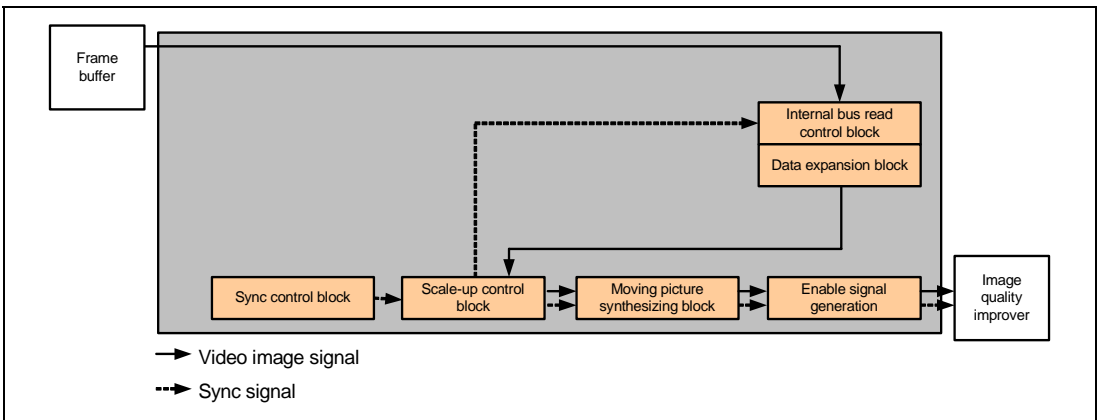 Frame
buffer
Internal bus read
control block
Data expansion block
Sync control block
Scale-up control
block
Moving picture
synthesizing block
Enable signal
generation
Image
quality
improver
Video image signal
Sync signal